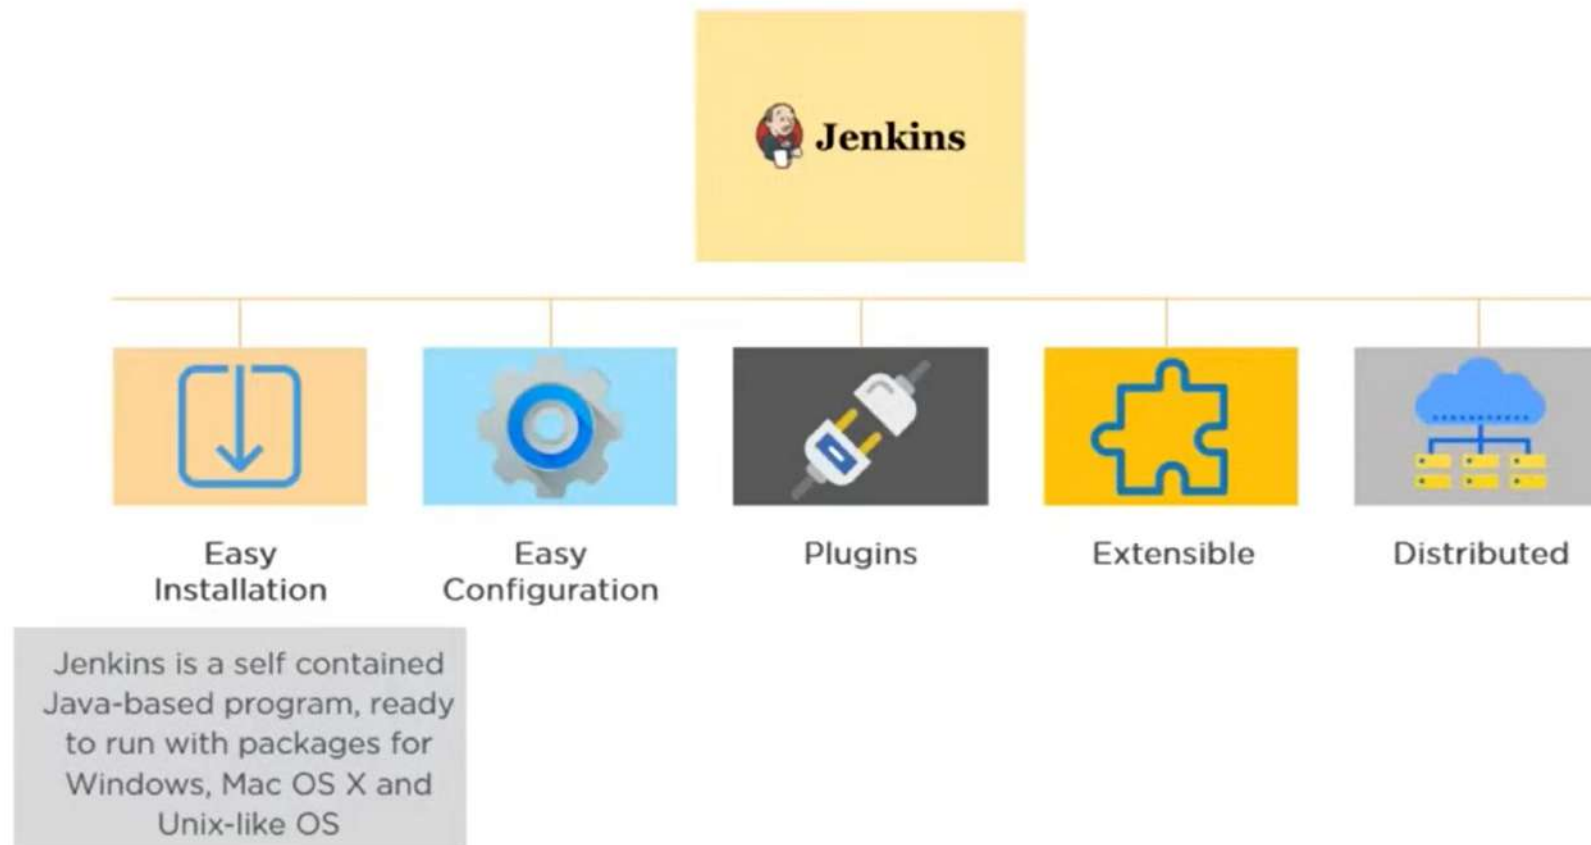 Jenkins
Easy
Installation
Easy
Configuration
Plugins
Extensible
Distributed
Jenkins is a self contained
Java-based program, ready
to run with packages for
Windows, Mac OS X and
Unix-like OS